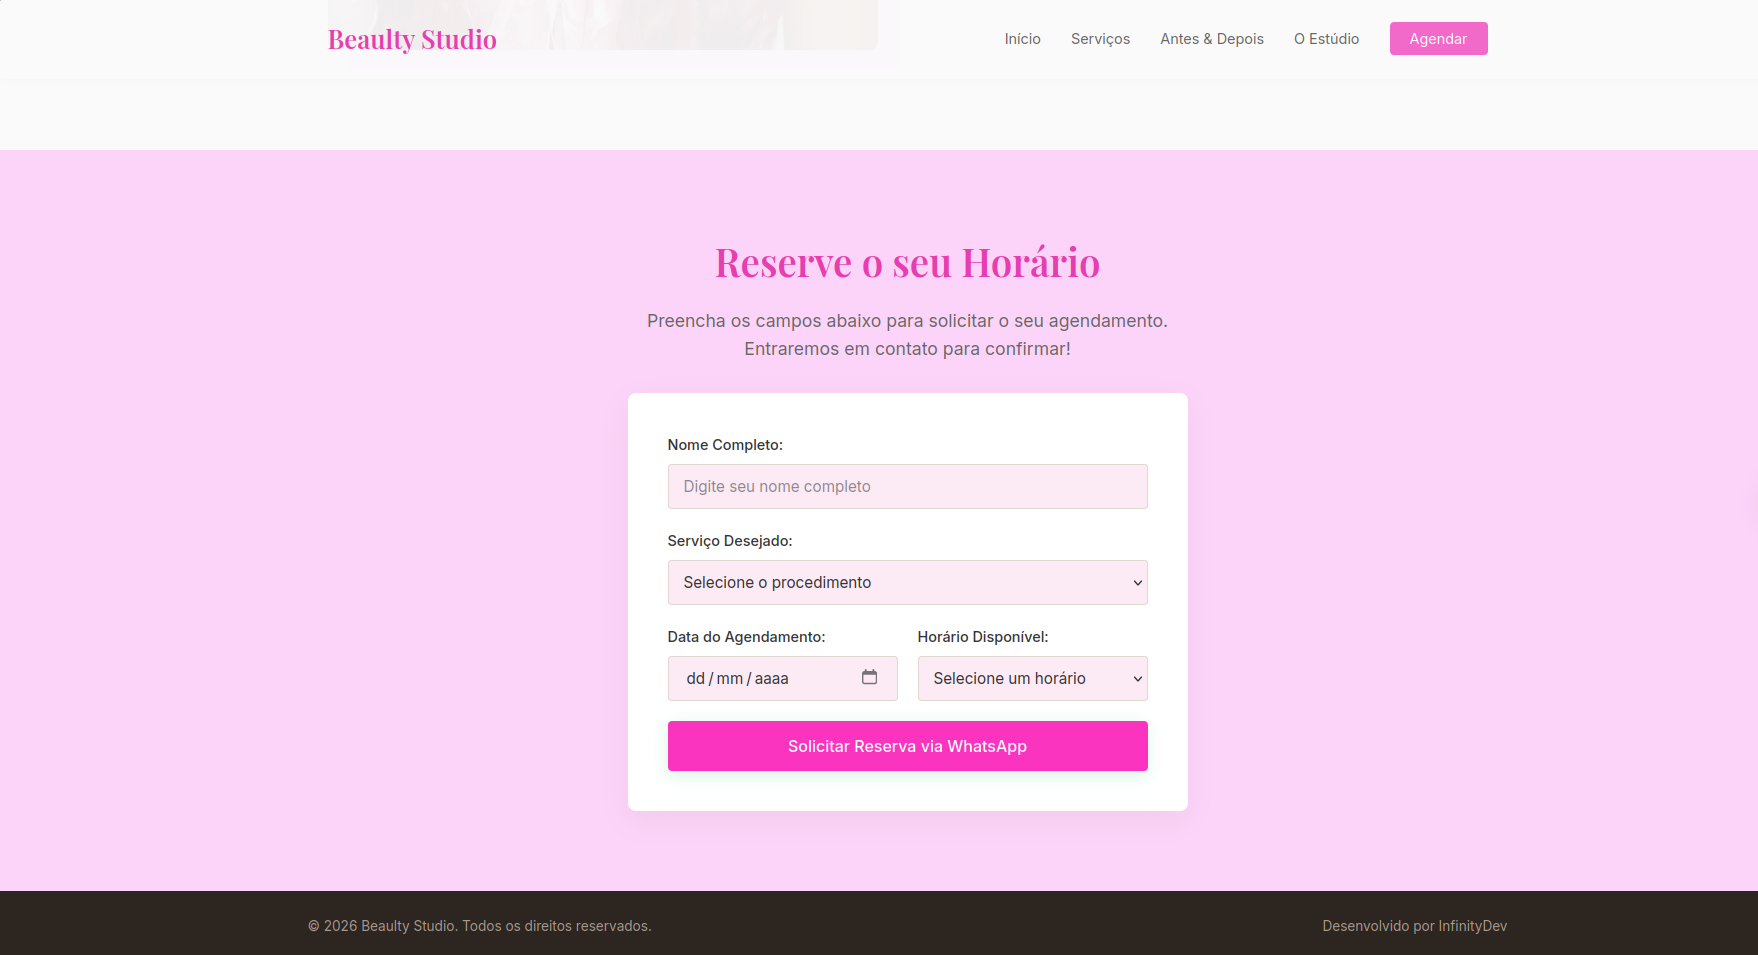 Beaulty Studio
Início
Serviços
Antes & Depois
O Estúdio
Agendar
Reserve o seu Horário
Preencha os campos abaixo para solicitar o seu agendamento.
Entraremos em contato para confirmar!
Nome Completo:
Digite seu nome completo
Serviço Desejado:
Selecione o procedimento
Data do Agendamento:
Horário Disponível:
dd/mm/aaaa
Selecione um horário
Solicitar Reserva via WhatsApp
© 2026 Beaulty Studio. Todos os direitos reservados.
Desenvolvido por InfinityDev